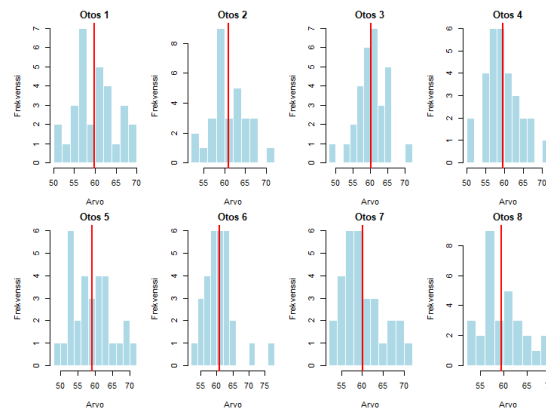 Otos 1
Frekvenssi
0 1 2 3 4 5 6 7
50 55 60 65 70
Arvo
Otos 2
Frekvenssi
0 2 4 6 8
55 60 65 70
Arvo
Otos 3
Frekvenssi
0 1 2 3 4 5 6 7
50 55 60 65 70
Arvo
Otos 4
Frekvenssi
0 1 2 3 4 5 6
50 55 60 65 70
Arvo
Otos 5
Frekvenssi
0 1 2 3 4 5 6
50 55 60 65 70
Arvo
Otos 6
Frekvenssi
0 1 2 3 4 5 6
55 60 65 70 75
Arvo
Otos 7
Frekvenssi
0 1 2 3 4 5 6
55 60 65 70
Arvo
Otos 8
Frekvenssi
0 2 4 6 8
55 60 65
Arvo